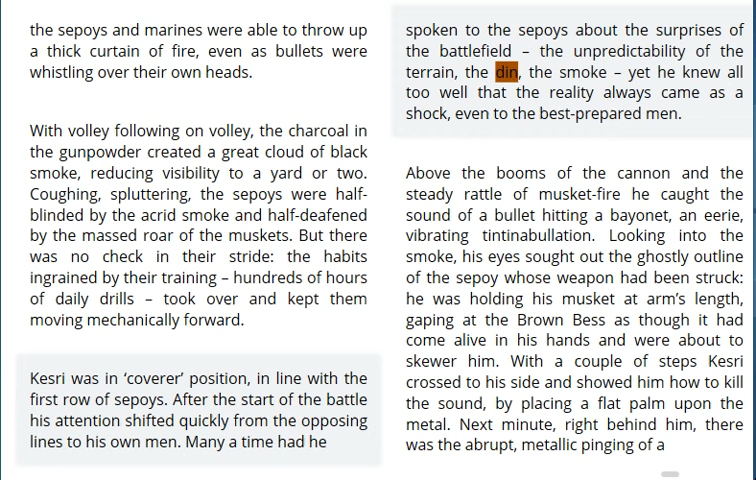 the sepoys and marines were able to throw up
a thick curtain of fire, even as bullets were
whistling over their own heads.
With volley following on volley, the charcoal in
the gunpowder created a great cloud of black
smoke, reducing visibility to a yard or two.
Coughing, spluttering, the sepoys were half-
blinded by the acrid smoke and half-deafened
by the massed roar of the muskets. But there
was no check in their stride: the habits
ingrained by their training – hundreds of hours
of daily drills – took over and kept them
moving mechanically forward.
Kesri was in ‘coverer’ position, in line with the
first row of sepoys. After the start of the battle
his attention shifted quickly from the opposing
lines to his own men. Many a time had he
spoken to the sepoys about the surprises of
the battlefield – the unpredictability of the
terrain, the din, the smoke – yet he knew all
too well that the reality always came as a
shock, even to the best-prepared men.
Above the booms of the cannon and the
steady rattle of musket-fire he caught the
sound of a bullet hitting a bayonet, an eerie,
vibrating tintinabullation. Looking into the
smoke, his eyes sought out the ghostly outline
of the sepoy whose weapon had been struck:
he was holding his musket at arm’s length,
gaping at the Brown Bess as though it had
come alive in his hands and were about to
skewer him. With a couple of steps Kesri
crossed to his side and showed him how to kill
the sound, by placing a flat palm upon the
metal. Next minute, right behind him, there
was the abrupt, metallic pinging of a